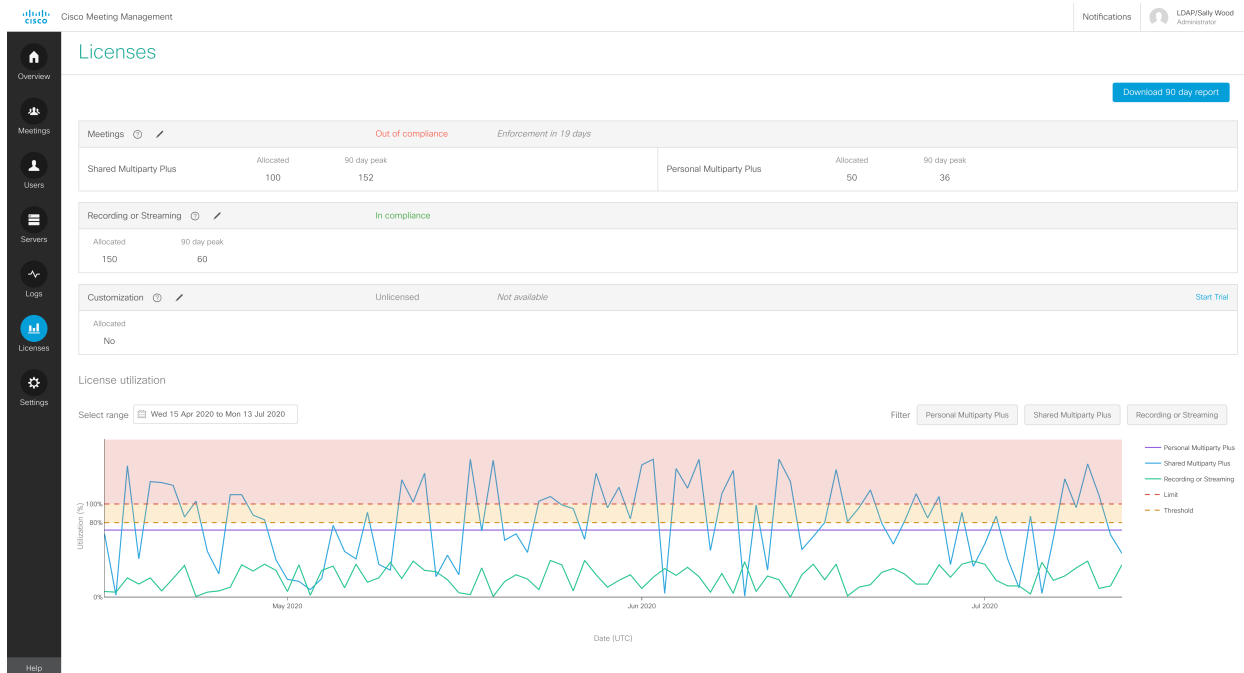 CISCO Cisco Meeting Management
Notifications
LDAP/Sally Wood
Administrator
Overview
Meetings
Users
Servers
Logs
Licenses
Settings
Help
Licenses
Download 90 day report
Meetings ? Out of compliance Enforcement in 19 days
Shared Multiparty Plus
Allocated 90 day peak
100 152
Personal Multiparty Plus
Allocated 90 day peak
50 36
Recording or Streaming ? In compliance
Allocated 90 day peak
150 60
Customization ? Unlicensed Not available Start Trial
Allocated
No
License utilization
Select range Wed 15 Apr 2020 to Mon 13 Jul 2020
Filter Personal Multiparty Plus Shared Multiparty Plus Recording or Streaming
Utilization (%)
100%
80%
0%
May 2020 Jun 2020 Jul 2020
Date (UTC)
Personal Multiparty Plus
Shared Multiparty Plus
Recording or Streaming
Limit
Threshold